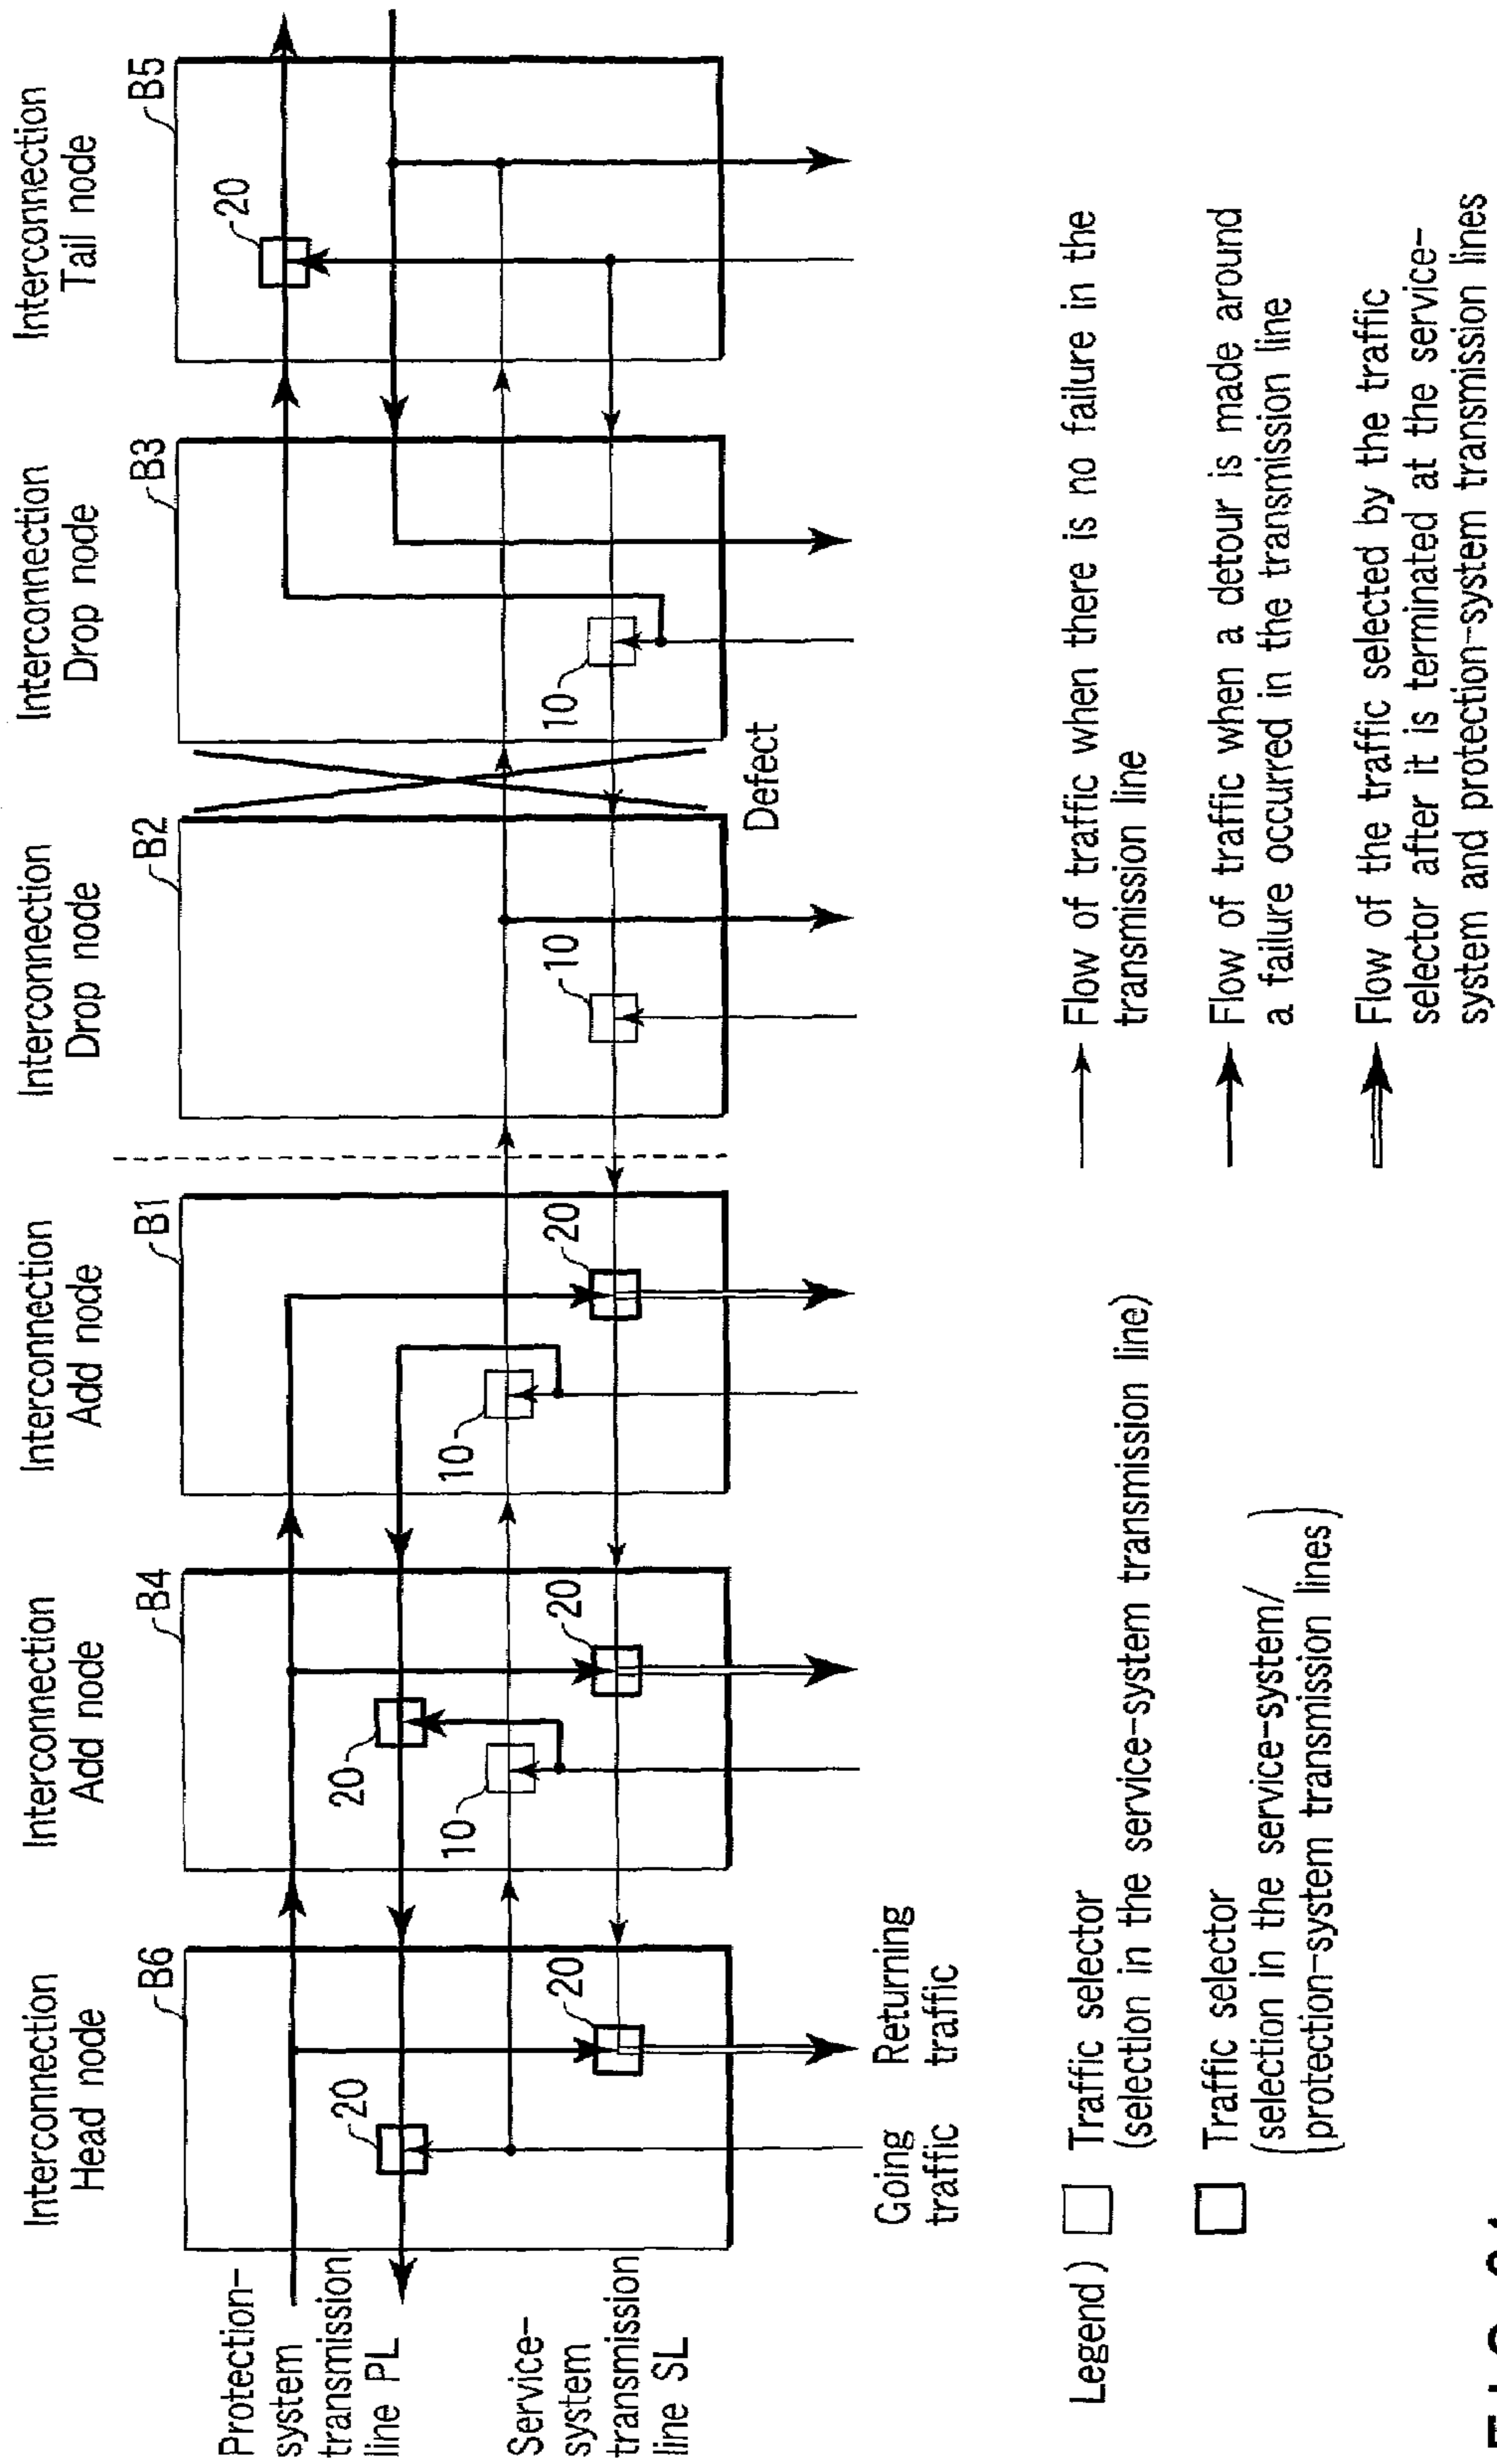 Interconnection
Head node
Interconnection
Add node
Interconnection
Add node
Interconnection
Drop node
Interconnection
Drop node
Interconnection
Tail node
B6
B4
B1
B2
B3
B5
Protection-
system
transmission
line PL
Service-
system
transmission
line SL
20
20
20
10
20
10
20
10
10
20
Defect
Going
traffic
Returning
traffic
Legend)
Traffic selector
(selection in the service-system transmission line)
Traffic selector
(selection in the service-system/
protection-system transmission lines)
Flow of traffic when there is no failure in the
transmission line
Flow of traffic when a detour is made around
a failure occurred in the transmission line
Flow of the traffic selected by the traffic
selector after it is terminated at the service-
system and protection-system transmission lines